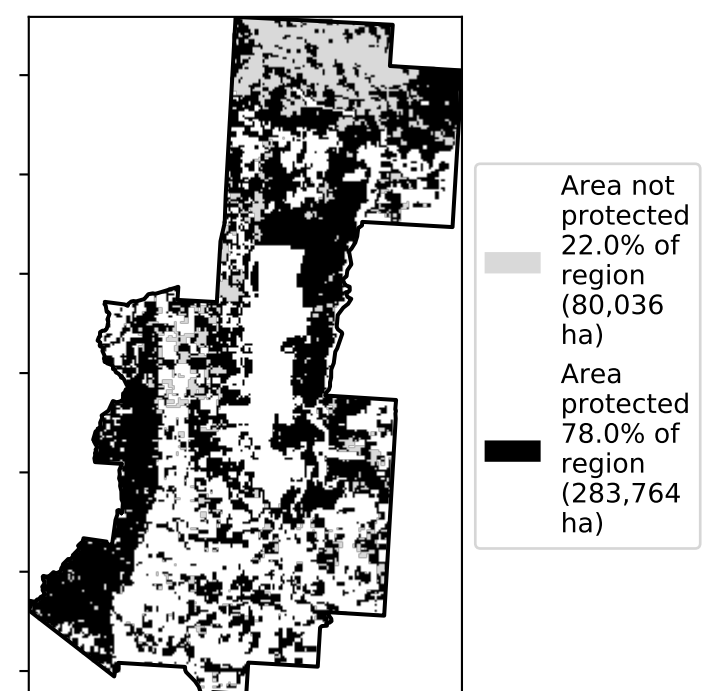 Area not
protected
22.0% of
region
(80,036
ha)
Area
protected
78.0% of
region
(283,764
ha)